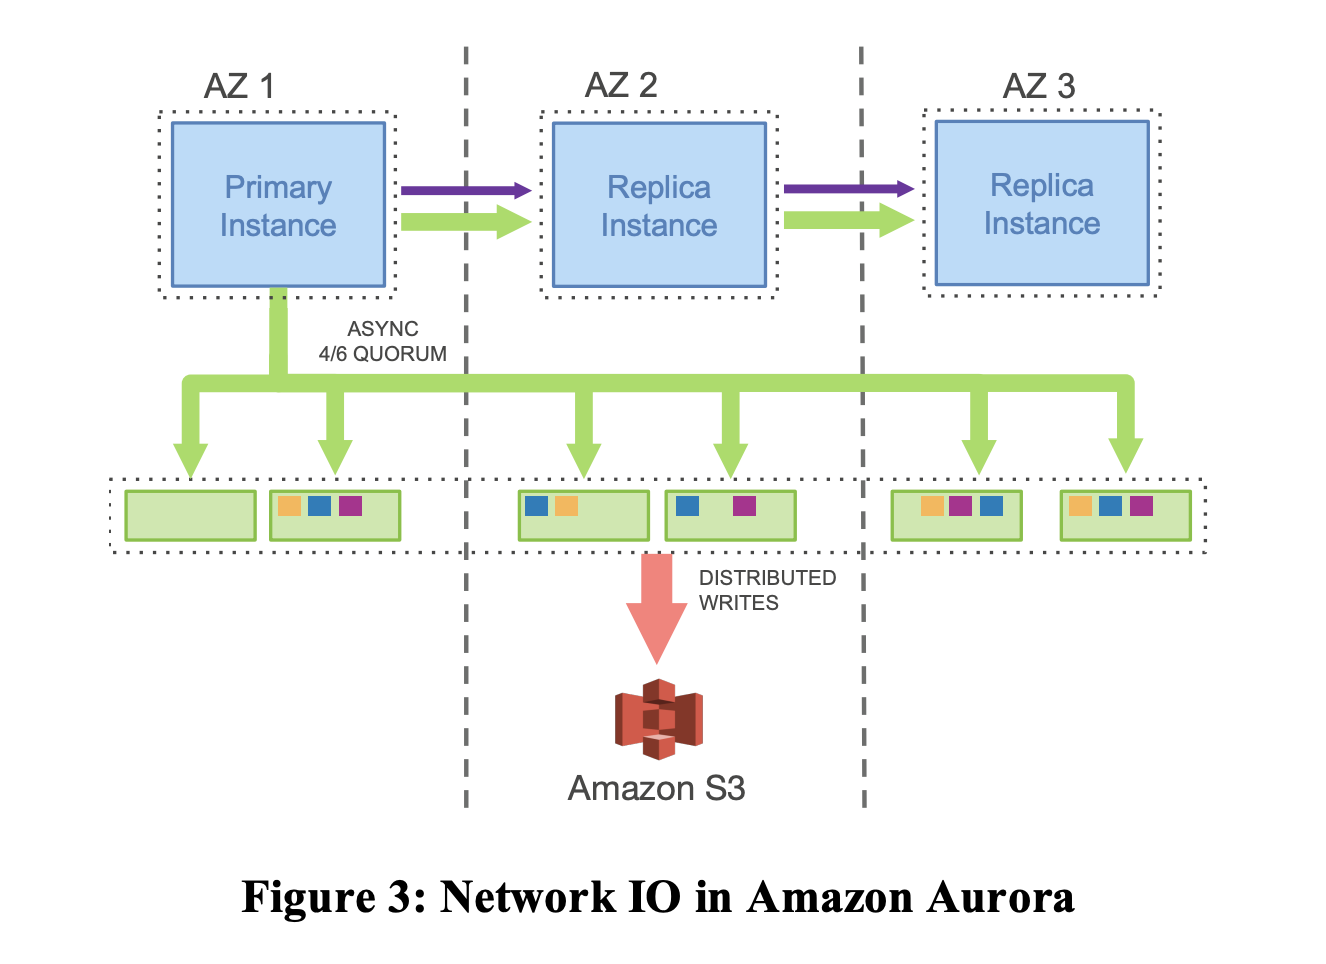 AZ 1
AZ 2
AZ 3
Primary
Instance
Replica
Instance
Replica
Instance
ASYNC
4/6 QUORUM
DISTRIBUTED
WRITES
Amazon S3
Figure 3: Network IO in Amazon Aurora